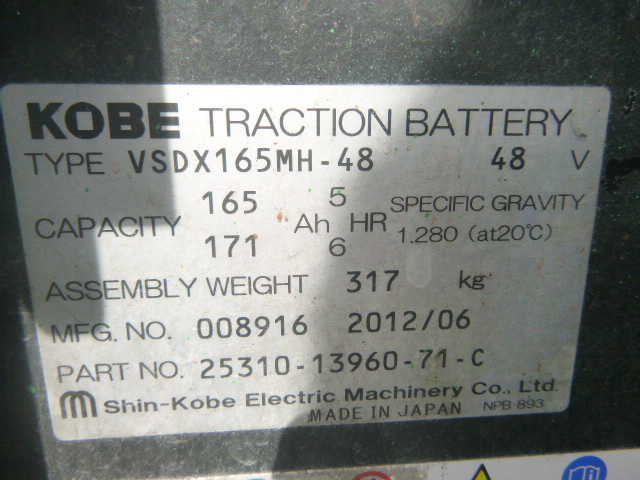 KOBE TRACTION BATTERY
TYPE VSDX165MH-48 48 V
CAPACITY 165 Ah 5 HR SPECIFIC GRAVITY
171 6 1.280 (at20℃)
ASSEMBLY WEIGHT 317 kg
MFG. NO. 008916 2012/06
PART NO. 25310-13960-71-C
Shin-Kobe Electric Machinery Co., Ltd.
MADE IN JAPAN NPB-893